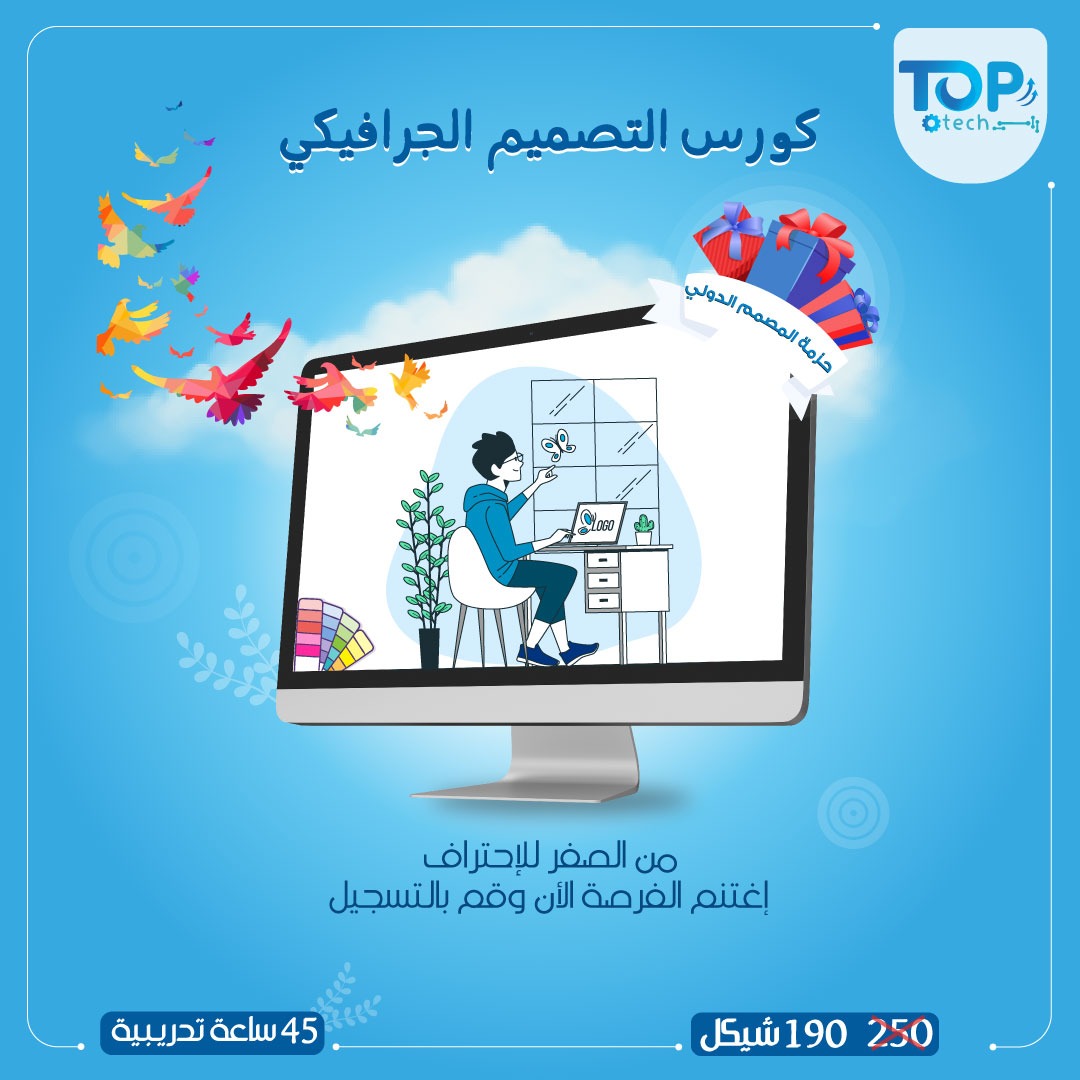 TOP
tech
كورس التصميم الجرافيكي
حزمة المصمم الدولي
LOGO
من الصفر للإحتراف
إغتنم الفرصة الأن وقم بالتسجيل
250 190 شيكل
45 ساعة تدريبية